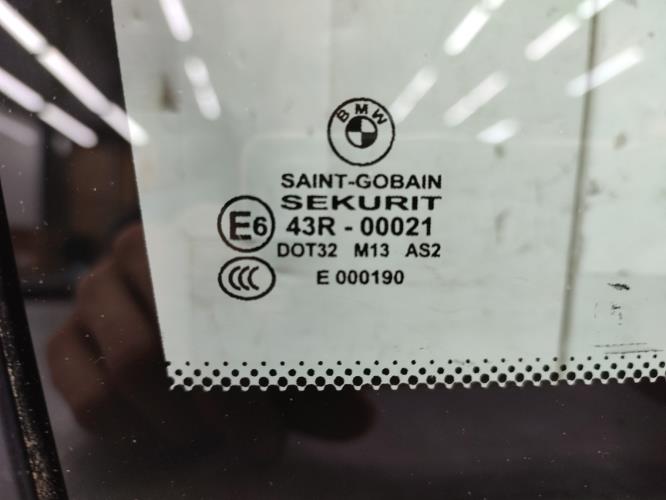 BMW
SAINT-GOBAIN
SEKURIT
E6 43R - 00021
DOT32 M13 AS2
CCC E 000190